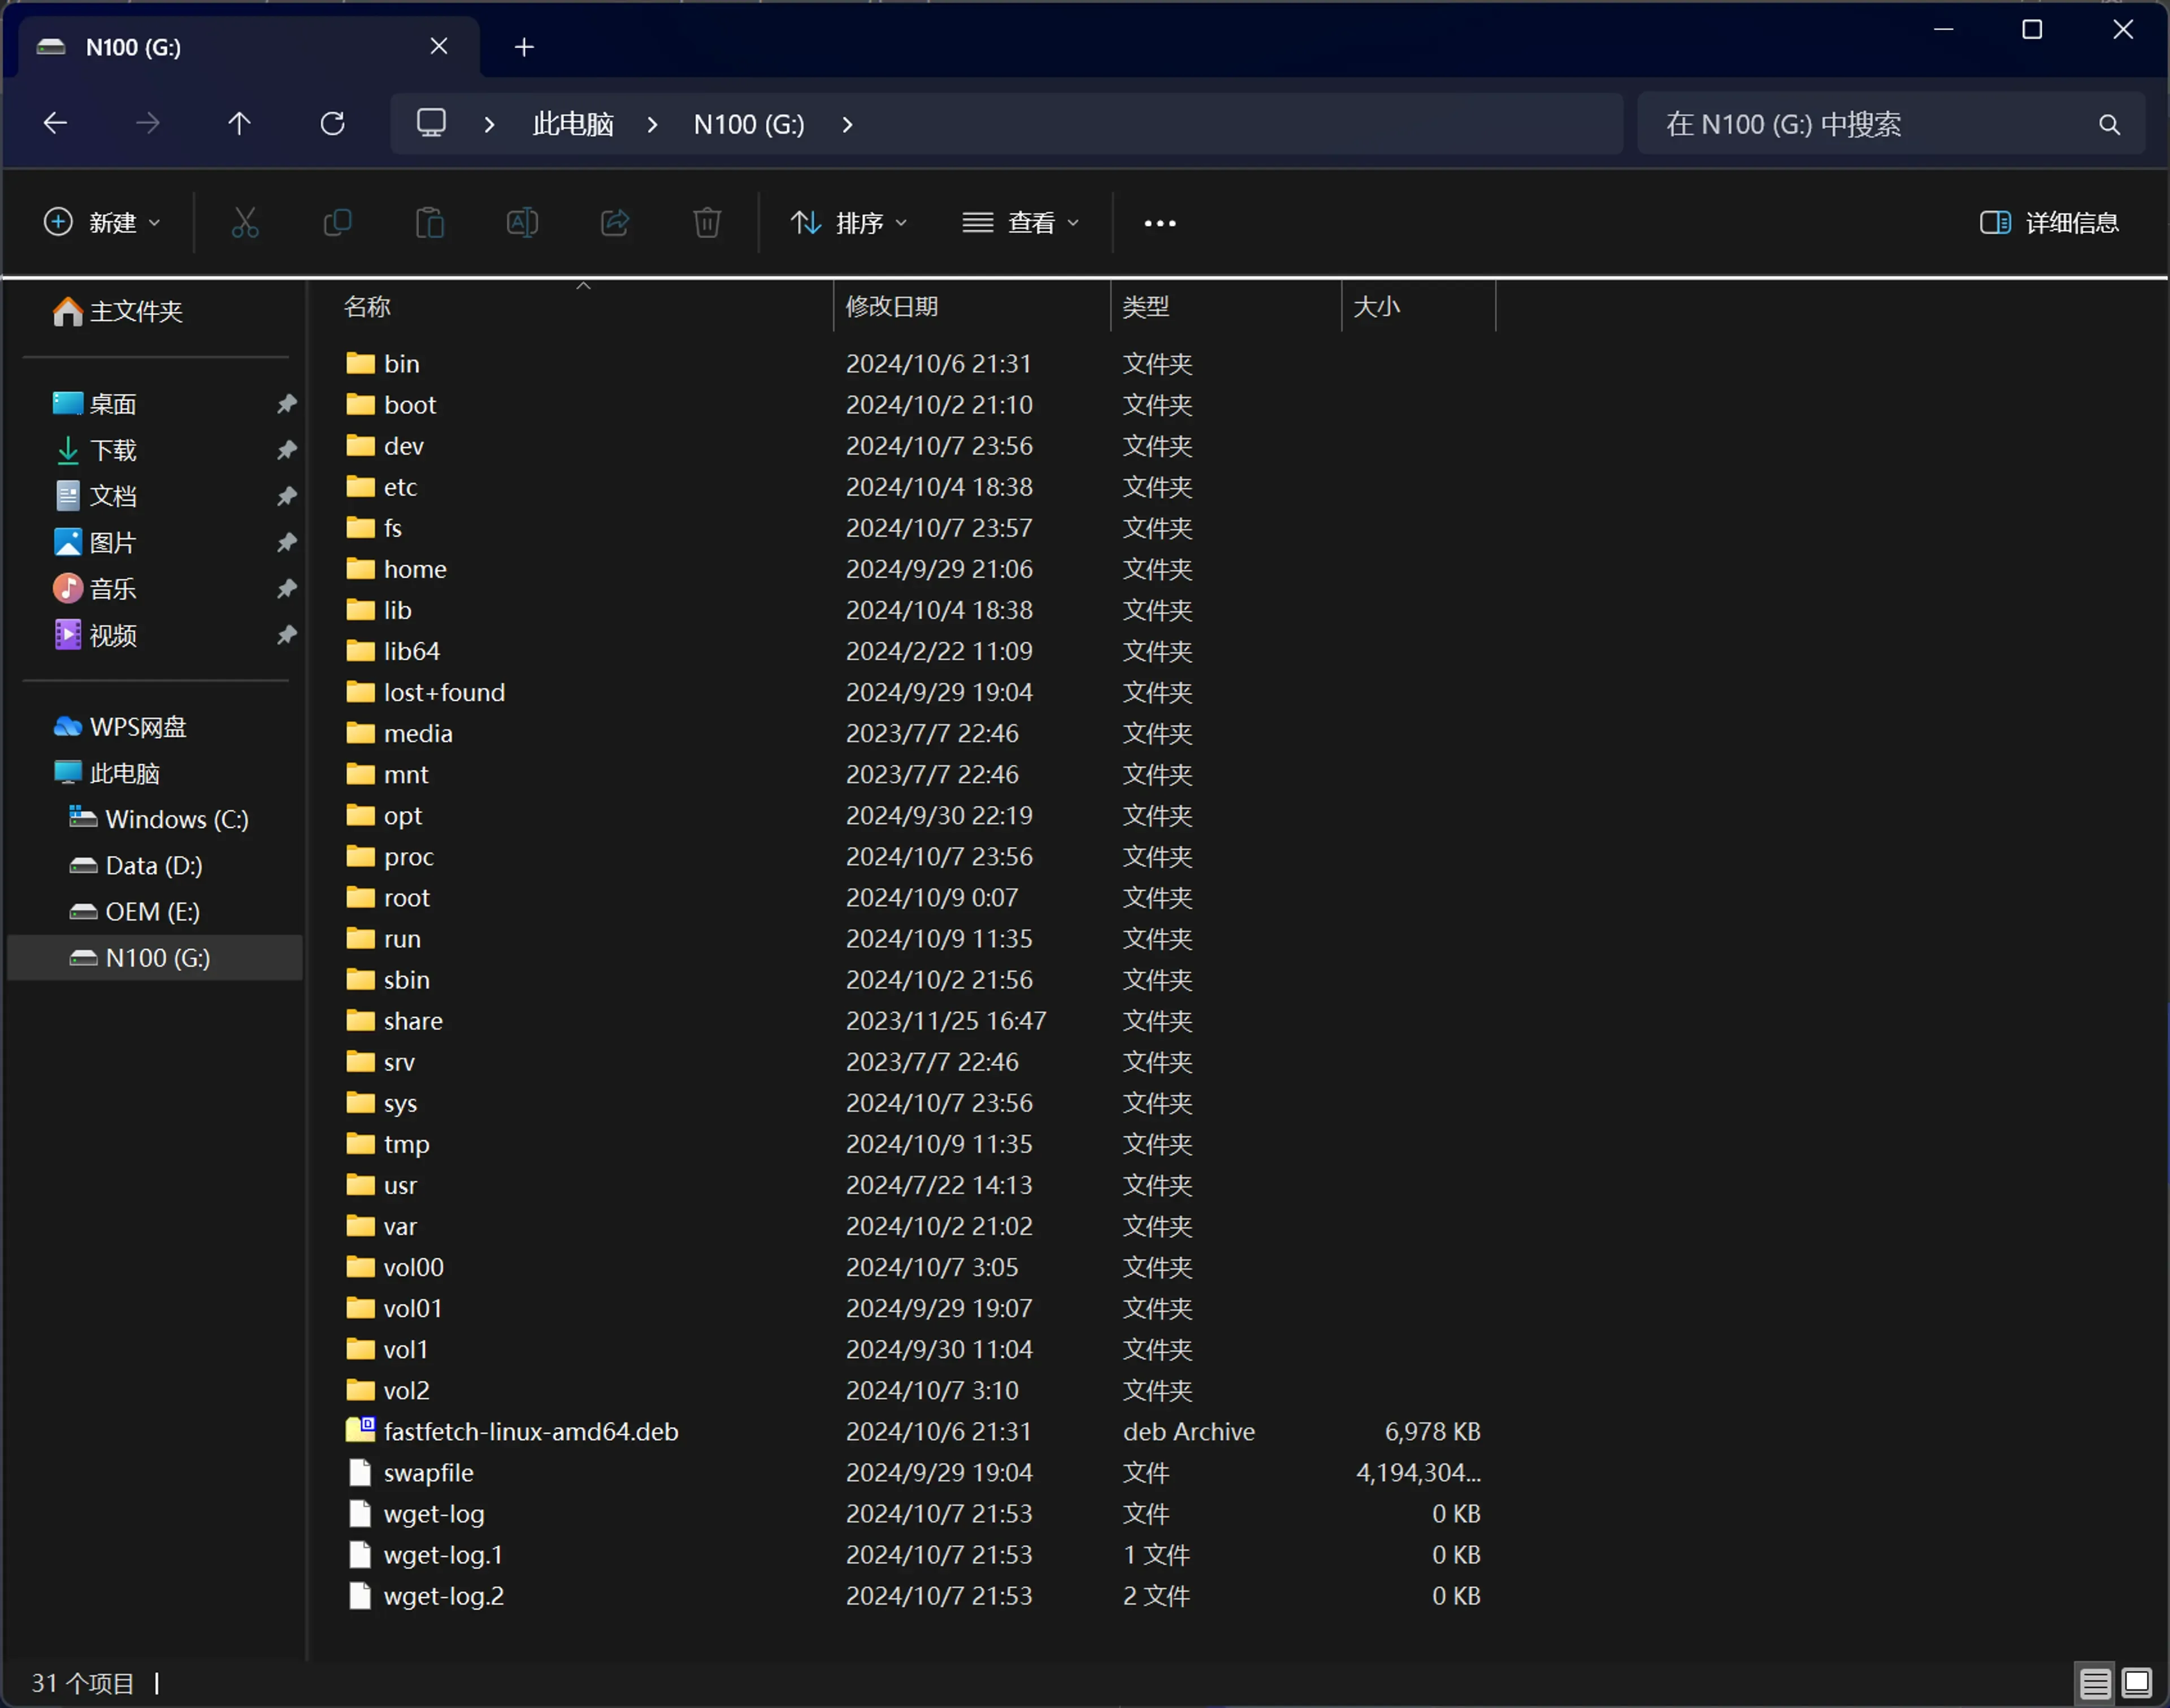 N100 (G:)
此电脑 N100 (G:) 在 N100 (G:) 中搜索
新建 排序 查看 详细信息
主文件夹
桌面
下载
文档
图片
音乐
视频
WPS网盘
此电脑
Windows (C:)
Data (D:)
OEM (E:)
N100 (G:)
名称 修改日期 类型 大小
bin 2024/10/6 21:31 文件夹
boot 2024/10/2 21:10 文件夹
dev 2024/10/7 23:56 文件夹
etc 2024/10/4 18:38 文件夹
fs 2024/10/7 23:57 文件夹
home 2024/9/29 21:06 文件夹
lib 2024/10/4 18:38 文件夹
lib64 2024/2/22 11:09 文件夹
lost+found 2024/9/29 19:04 文件夹
media 2023/7/7 22:46 文件夹
mnt 2023/7/7 22:46 文件夹
opt 2024/9/30 22:19 文件夹
proc 2024/10/7 23:56 文件夹
root 2024/10/9 0:07 文件夹
run 2024/10/9 11:35 文件夹
sbin 2024/10/2 21:56 文件夹
share 2023/11/25 16:47 文件夹
srv 2023/7/7 22:46 文件夹
sys 2024/10/7 23:56 文件夹
tmp 2024/10/9 11:35 文件夹
usr 2024/7/22 14:13 文件夹
var 2024/10/2 21:02 文件夹
vol00 2024/10/7 3:05 文件夹
vol01 2024/9/29 19:07 文件夹
vol1 2024/9/30 11:04 文件夹
vol2 2024/10/7 3:10 文件夹
fastfetch-linux-amd64.deb 2024/10/6 21:31 deb Archive 6,978 KB
swapfile 2024/9/29 19:04 文件 4,194,304...
wget-log 2024/10/7 21:53 文件 0 KB
wget-log.1 2024/10/7 21:53 1 文件 0 KB
wget-log.2 2024/10/7 21:53 2 文件 0 KB
31 个项目